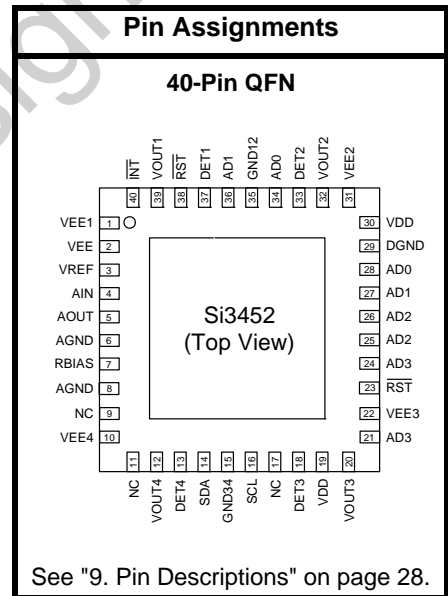 Pin Assignments
40-Pin QFN
INT
VOUT1
RST
DET1
AD1
GND12
AD0
DET2
VOUT2
VEE2
40
39
38
37
36
35
34
33
32
31
VEE1 1
VEE 2
VREF 3
AIN 4
AOUT 5
AGND 6
RBIAS 7
AGND 8
NC 9
VEE4 10
Si3452
(Top View)
30 VDD
29 DGND
28 AD0
27 AD1
26 AD2
25 AD2
24 AD3
23 RST
22 VEE3
21 AD3
11
12
13
14
15
16
17
18
19
20
NC
VOUT4
DET4
SDA
GND34
SCL
NC
DET3
VDD
VOUT3
See "9. Pin Descriptions" on page 28.